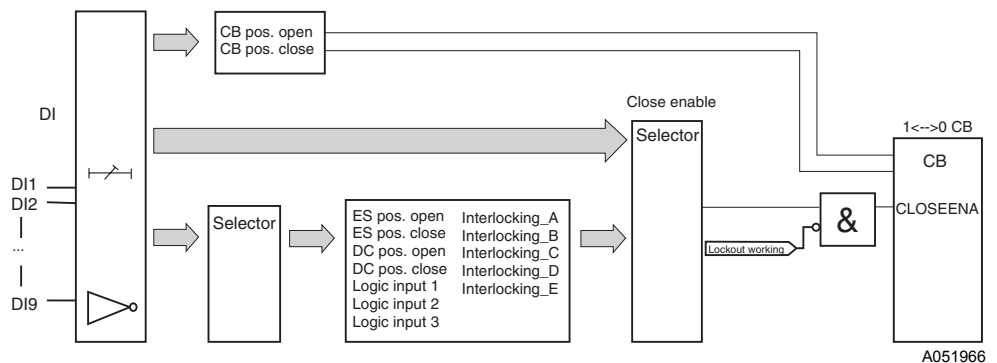 CB pos. open
CB pos. close
DI
Close enable
Selector
1<-->0 CB
CB
DI1
DI2
...
DI9
Selector
ES pos. open
ES pos. close
DC pos. open
DC pos. close
Logic input 1
Logic input 2
Logic input 3
Interlocking_A
Interlocking_B
Interlocking_C
Interlocking_D
Interlocking_E
Lockout working
&
CLOSEENA
A051966